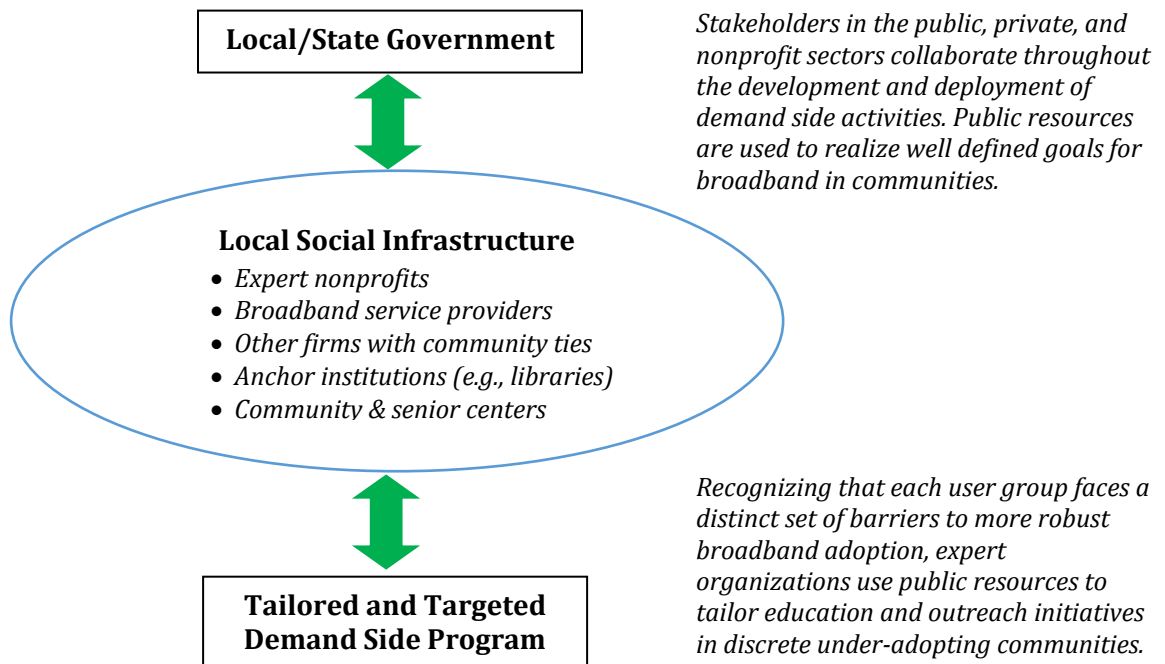 Local/State Government
Stakeholders in the public, private, and
nonprofit sectors collaborate throughout
the development and deployment of
demand side activities. Public resources
are used to realize well defined goals for
broadband in communities.
Local Social Infrastructure
• Expert nonprofits
• Broadband service providers
• Other firms with community ties
• Anchor institutions (e.g., libraries)
• Community & senior centers
Recognizing that each user group faces a
distinct set of barriers to more robust
broadband adoption, expert
organizations use public resources to
tailor education and outreach initiatives
in discrete under-adopting communities.
Tailored and Targeted
Demand Side Program